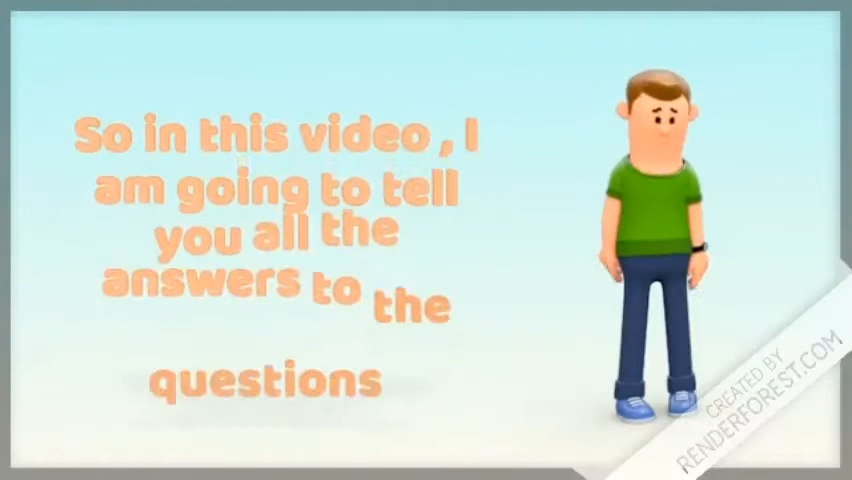 So in this video , I
am going to tell
you all the
answers to the
questions
CREATED BY
RENDERFOREST.COM